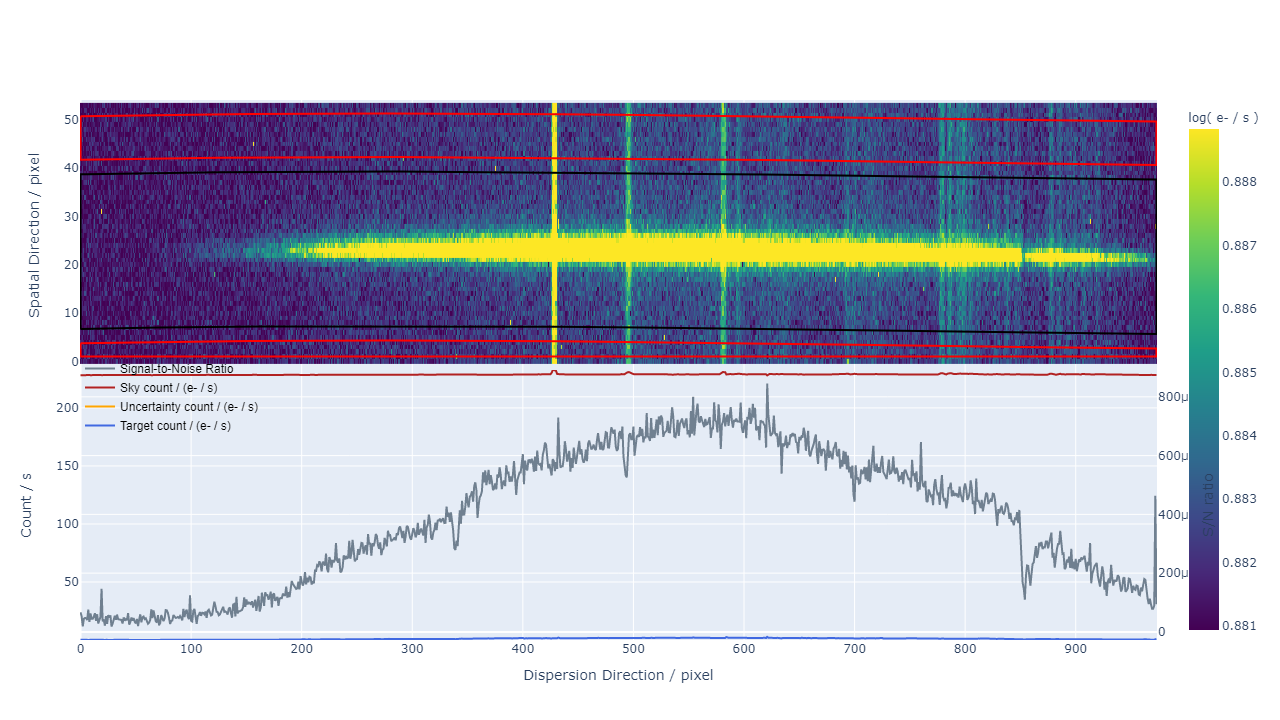 log( e- / s )
50
40
30
20
10
0
Spatial Direction / pixel
0.888
0.887
0.886
0.885
0.884
0.883
0.882
0.881
Signal-to-Noise Ratio
Sky count / (e- / s)
Uncertainty count / (e- / s)
Target count / (e- / s)
200
150
100
50
Count / s
800μ
600μ
400μ
200μ
0
S/N ratio
0 100 200 300 400 500 600 700 800 900
Dispersion Direction / pixel